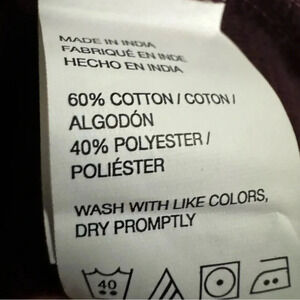 MADE IN INDIA
FABRIQUÉ EN INDE
HECHO EN INDIA
60% COTTON / COTON /
ALGODÓN
40% POLYESTER /
POLIÉSTER
WASH WITH LIKE COLORS,
DRY PROMPTLY
40